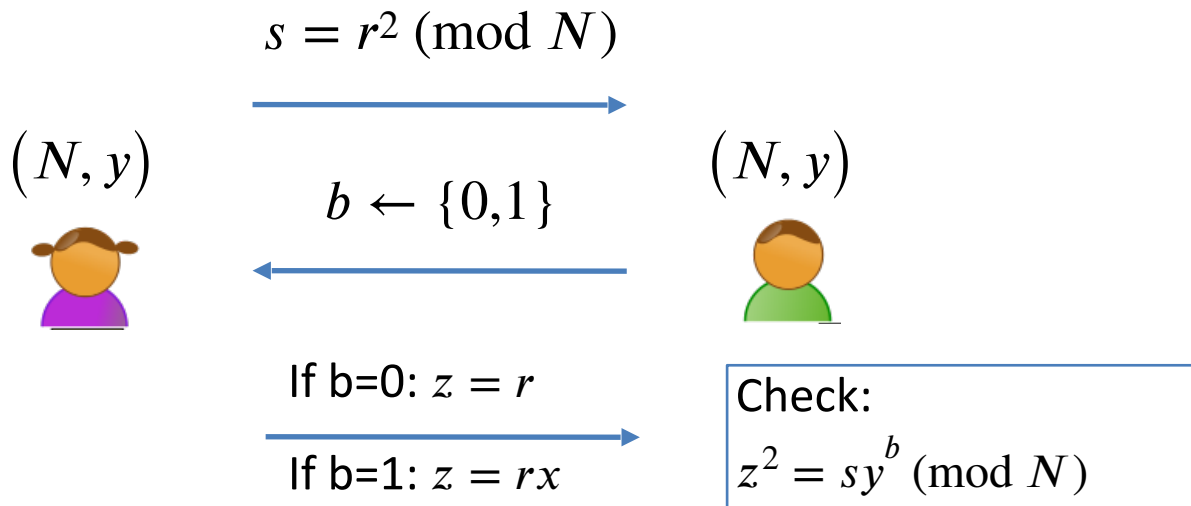 s = r² (mod N)
(N, y)
(N, y)
b ← {0,1}
If b=0: z = r
If b=1: z = rx
Check:
z² = sy^b (mod N)